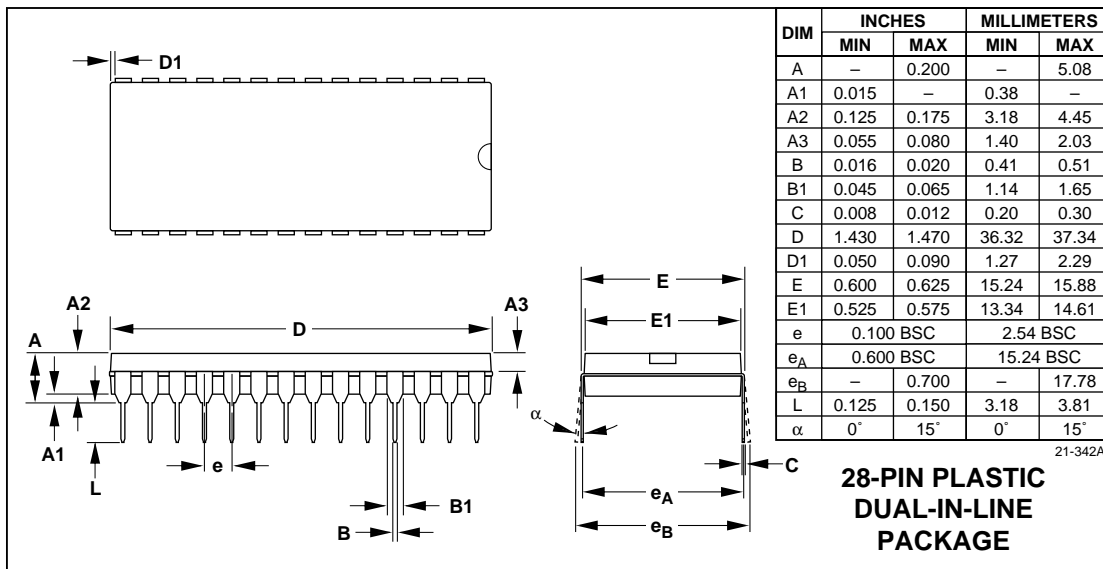 D1
A2
A3
D
A
A1
L
e
B1
B
E
E1
α
C
eA
eB
DIM INCHES MILLIMETERS
MIN MAX MIN MAX
A – 0.200 – 5.08
A1 0.015 – 0.38 –
A2 0.125 0.175 3.18 4.45
A3 0.055 0.080 1.40 2.03
B 0.016 0.020 0.41 0.51
B1 0.045 0.065 1.14 1.65
C 0.008 0.012 0.20 0.30
D 1.430 1.470 36.32 37.34
D1 0.050 0.090 1.27 2.29
E 0.600 0.625 15.24 15.88
E1 0.525 0.575 13.34 14.61
e 0.100 BSC 2.54 BSC
eA 0.600 BSC 15.24 BSC
eB – 0.700 – 17.78
L 0.125 0.150 3.18 3.81
α 0° 15° 0° 15°
21-342A
28-PIN PLASTIC
DUAL-IN-LINE
PACKAGE